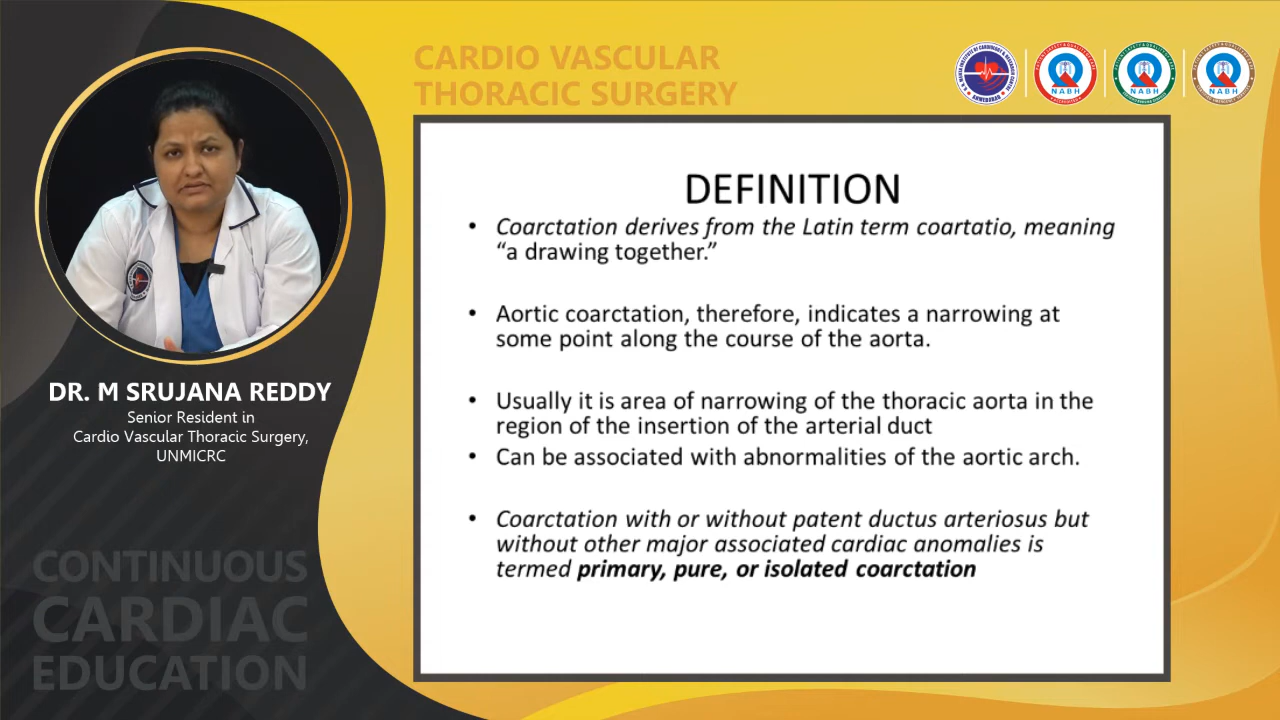 CARDIO VASCULAR
THORACIC SURGERY
NABH
NABH
NABH
DEFINITION
• Coarctation derives from the Latin term coartatio, meaning
“a drawing together.”
• Aortic coarctation, therefore, indicates a narrowing at
some point along the course of the aorta.
• Usually it is area of narrowing of the thoracic aorta in the
region of the insertion of the arterial duct
• Can be associated with abnormalities of the aortic arch.
• Coarctation with or without patent ductus arteriosus but
without other major associated cardiac anomalies is
termed primary, pure, or isolated coarctation
DR. M SRUJANA REDDY
Senior Resident in
Cardio Vascular Thoracic Surgery,
UNMICRC
CONTINUOUS
CARDIAC
EDUCATION